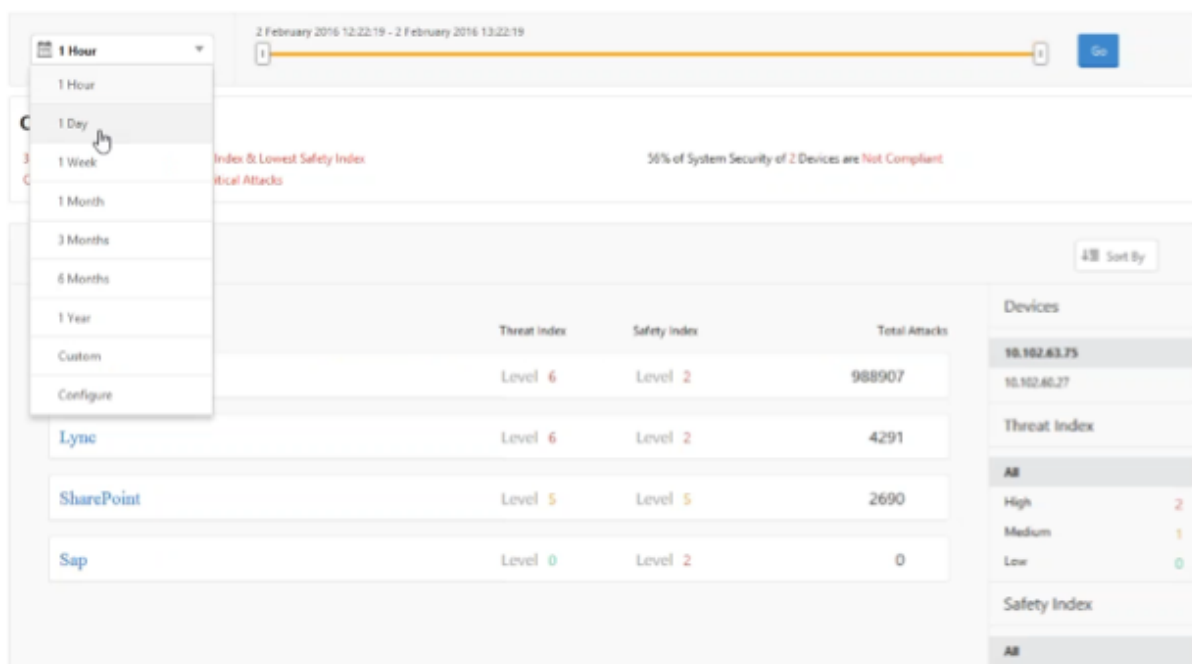 2 February 2016 12:22:19 - 2 February 2016 13:22:19
1 Hour
Go
1 Hour
1 Day
1 Week
1 Month
3 Months
6 Months
1 Year
Custom
Configure
Index & Lowest Safety Index
56% of System Security of 2 Devices are Not Compliant
Attacks
Sort By
Threat Index Safety Index Total Attacks
Level 6 Level 2 988907
Lync Level 6 Level 2 4291
SharePoint Level 5 Level 5 2690
Sap Level 0 Level 2 0
Devices
10.102.63.75
10.102.60.27
Threat Index
All
High 2
Medium 1
Low 0
Safety Index
All